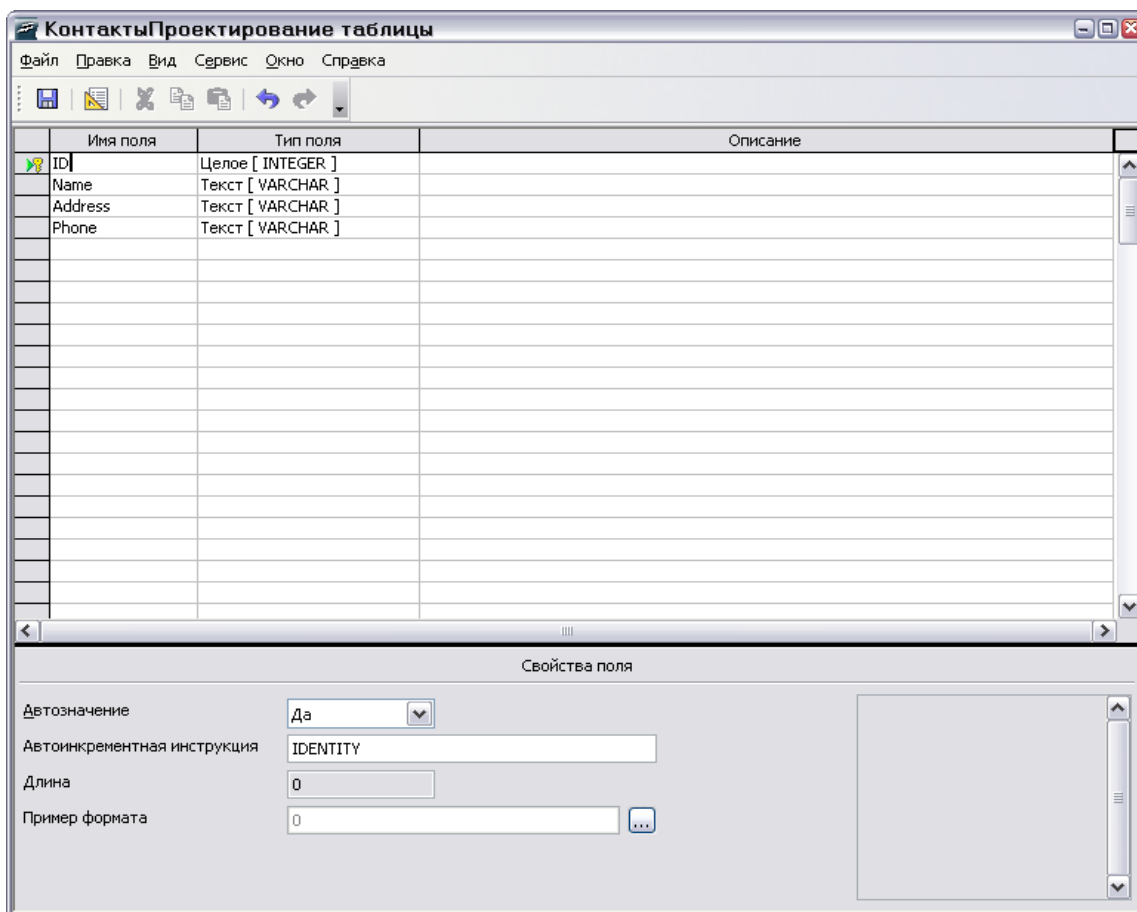 КонтактыПроектирование таблицы
Файл Правка Вид Сервис Окно Справка
Имя поля Тип поля Описание
ID Целое [ INTEGER ]
Name Текст [ VARCHAR ]
Address Текст [ VARCHAR ]
Phone Текст [ VARCHAR ]
Свойства поля
Автозначение Да
Автоинкрементная инструкция IDENTITY
Длина 0
Пример формата 0 ...